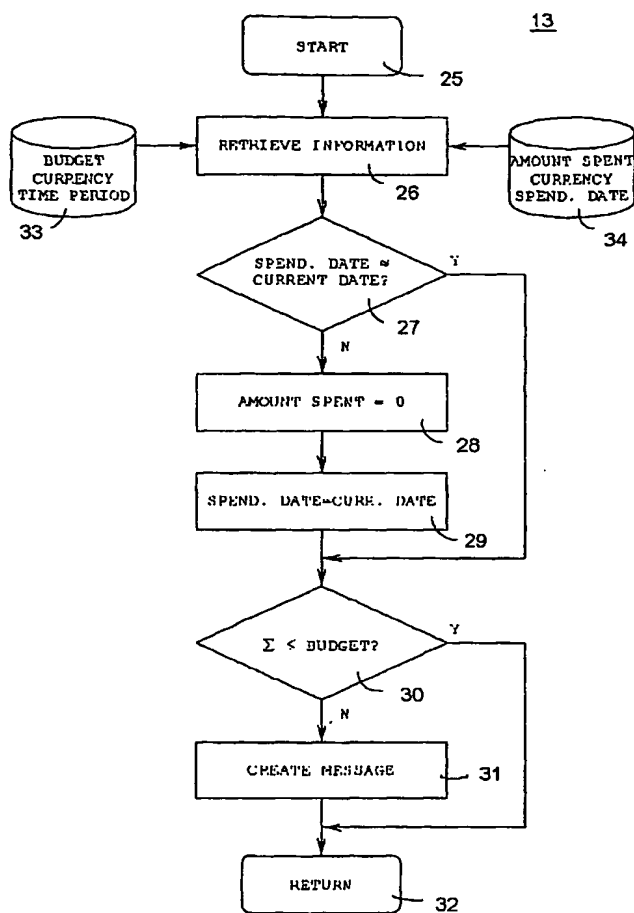 13
START
25
BUDGET
CURRENCY
TIME PERIOD
33
RETRIEVE INFORMATION
26
AMOUNT SPENT
CURRENCY
SPEND. DATE
34
SPEND. DATE =
CURRENT DATE?
Y
27
N
AMOUNT SPENT = 0
28
SPEND. DATE=CURR. DATE
29
Σ < BUDGET?
Y
30
N
CREATE MESSAGE
31
RETURN
32